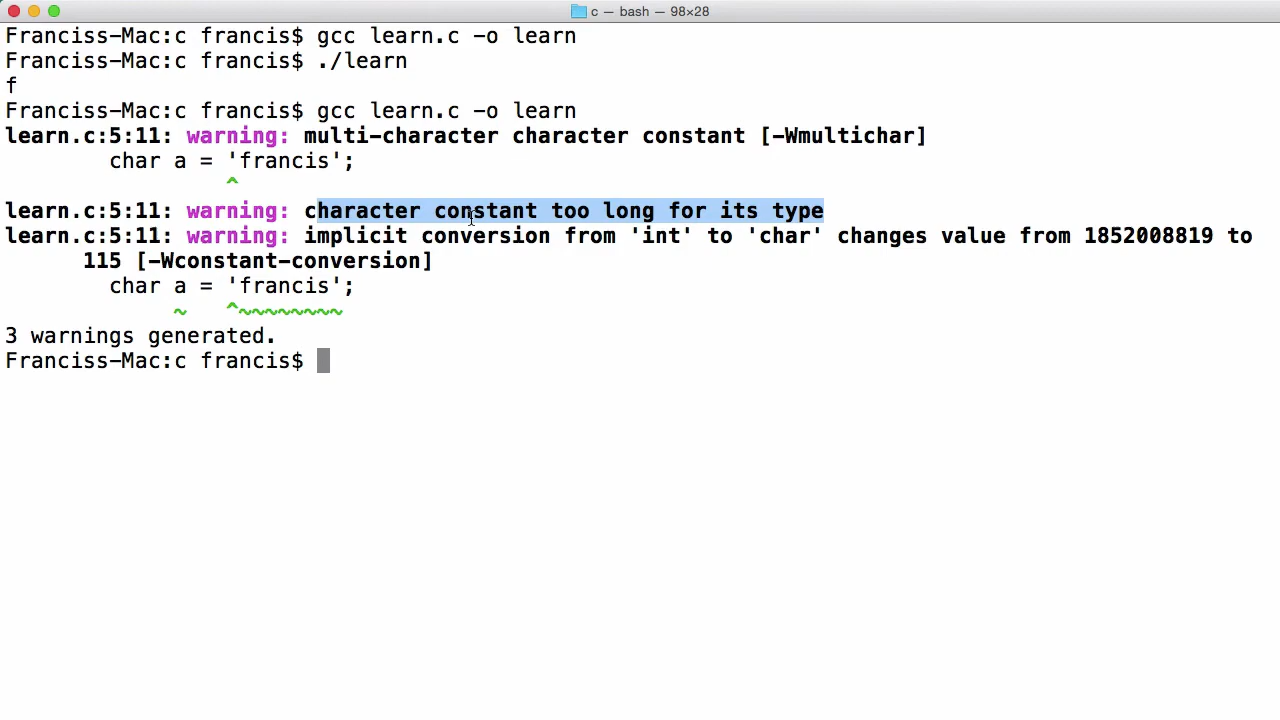 c — bash — 98×28
Franciss-Mac:c francis$ gcc learn.c -o learn
Franciss-Mac:c francis$ ./learn
f
Franciss-Mac:c francis$ gcc learn.c -o learn
learn.c:5:11: warning: multi-character character constant [-Wmultichar]
        char a = 'francis';
                 ^
learn.c:5:11: warning: character constant too long for its type
learn.c:5:11: warning: implicit conversion from 'int' to 'char' changes value from 1852008819 to
      115 [-Wconstant-conversion]
        char a = 'francis';
             ~   ^~~~~~~~~
3 warnings generated.
Franciss-Mac:c francis$